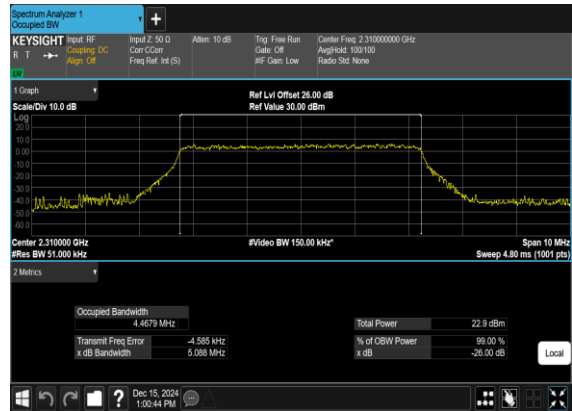 Spectrum Analyzer 1
Occupied BW
+
KEYSIGHT Input: RF Input Z: 50 Ω Atten: 10 dB Trig: Free Run Center Freq: 2.310000000 GHz
R T Coupling: DC Corr CCorr Gate: Off Avg|Hold: 100/100
Align: Off Freq Ref: Int (S) #IF Gain: Low Radio Std: None
1 Graph
Scale/Div 10.0 dB
Ref Lvl Offset 26.00 dB
Ref Value 30.00 dBm
Log
20.0
10.0
0.00
-10.0
-20.0
-30.0
-40.0
-50.0
-60.0
Center 2.310000 GHz #Video BW 150.00 kHz* Span 10 MHz
#Res BW 51.000 kHz Sweep 4.80 ms (1001 pts)
2 Metrics
Occupied Bandwidth
4.4679 MHz Total Power 22.9 dBm
Transmit Freq Error -4.585 kHz % of OBW Power 99.00 %
x dB Bandwidth 5.088 MHz x dB -26.00 dB
Local
? Dec 15, 2024
1:00:44 PM